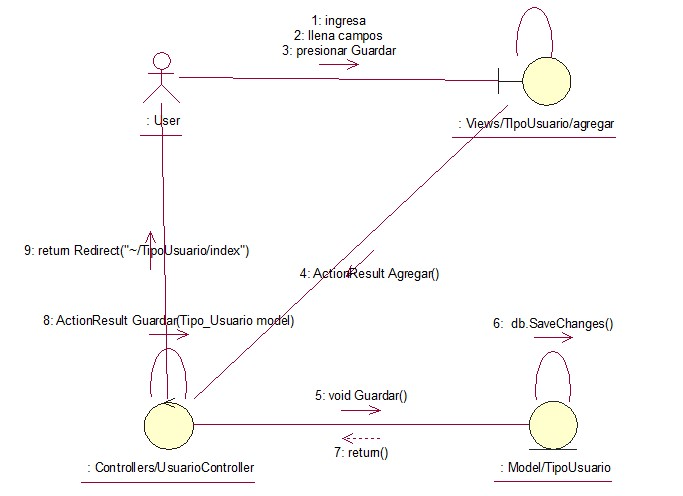 1: ingresa
2: llena campos
3: presionar Guardar
: User
: Views/TIpoUsuario/agregar
9: return Redirect("~/TipoUsuario/index")
4: ActionResult Agregar()
8: ActionResult Guardar(Tipo_Usuario model)
6: db.SaveChanges()
5: void Guardar()
7: return()
: Controllers/UsuarioController
: Model/TipoUsuario